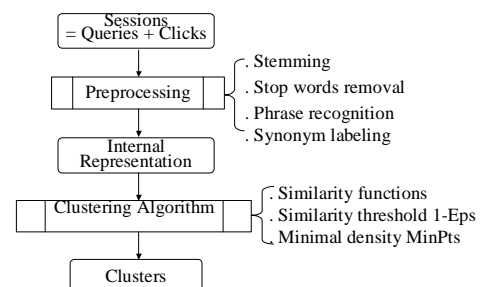 Sessions
= Queries + Clicks
Preprocessing
. Stemming
. Stop words removal
. Phrase recognition
. Synonym labeling
Internal
Representation
Clustering Algorithm
. Similarity functions
. Similarity threshold 1-Eps
. Minimal density MinPts
Clusters